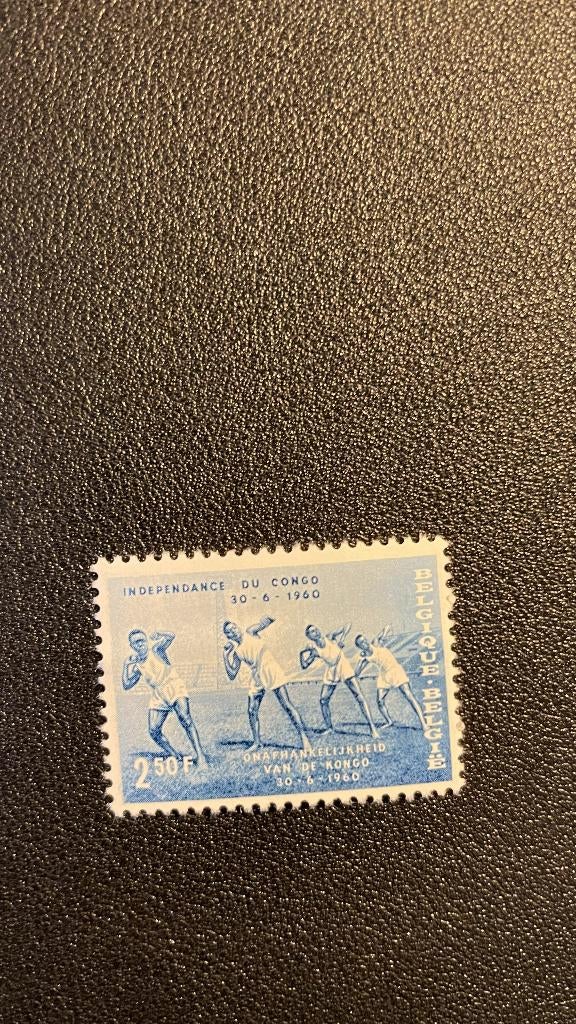 INDEPENDANCE DU CONGO
30-6-1960
BELGIQUE·BELGIË
ONAFHANKELIJKHEID
VAN DE KONGO
30-6-1960
2 50 F